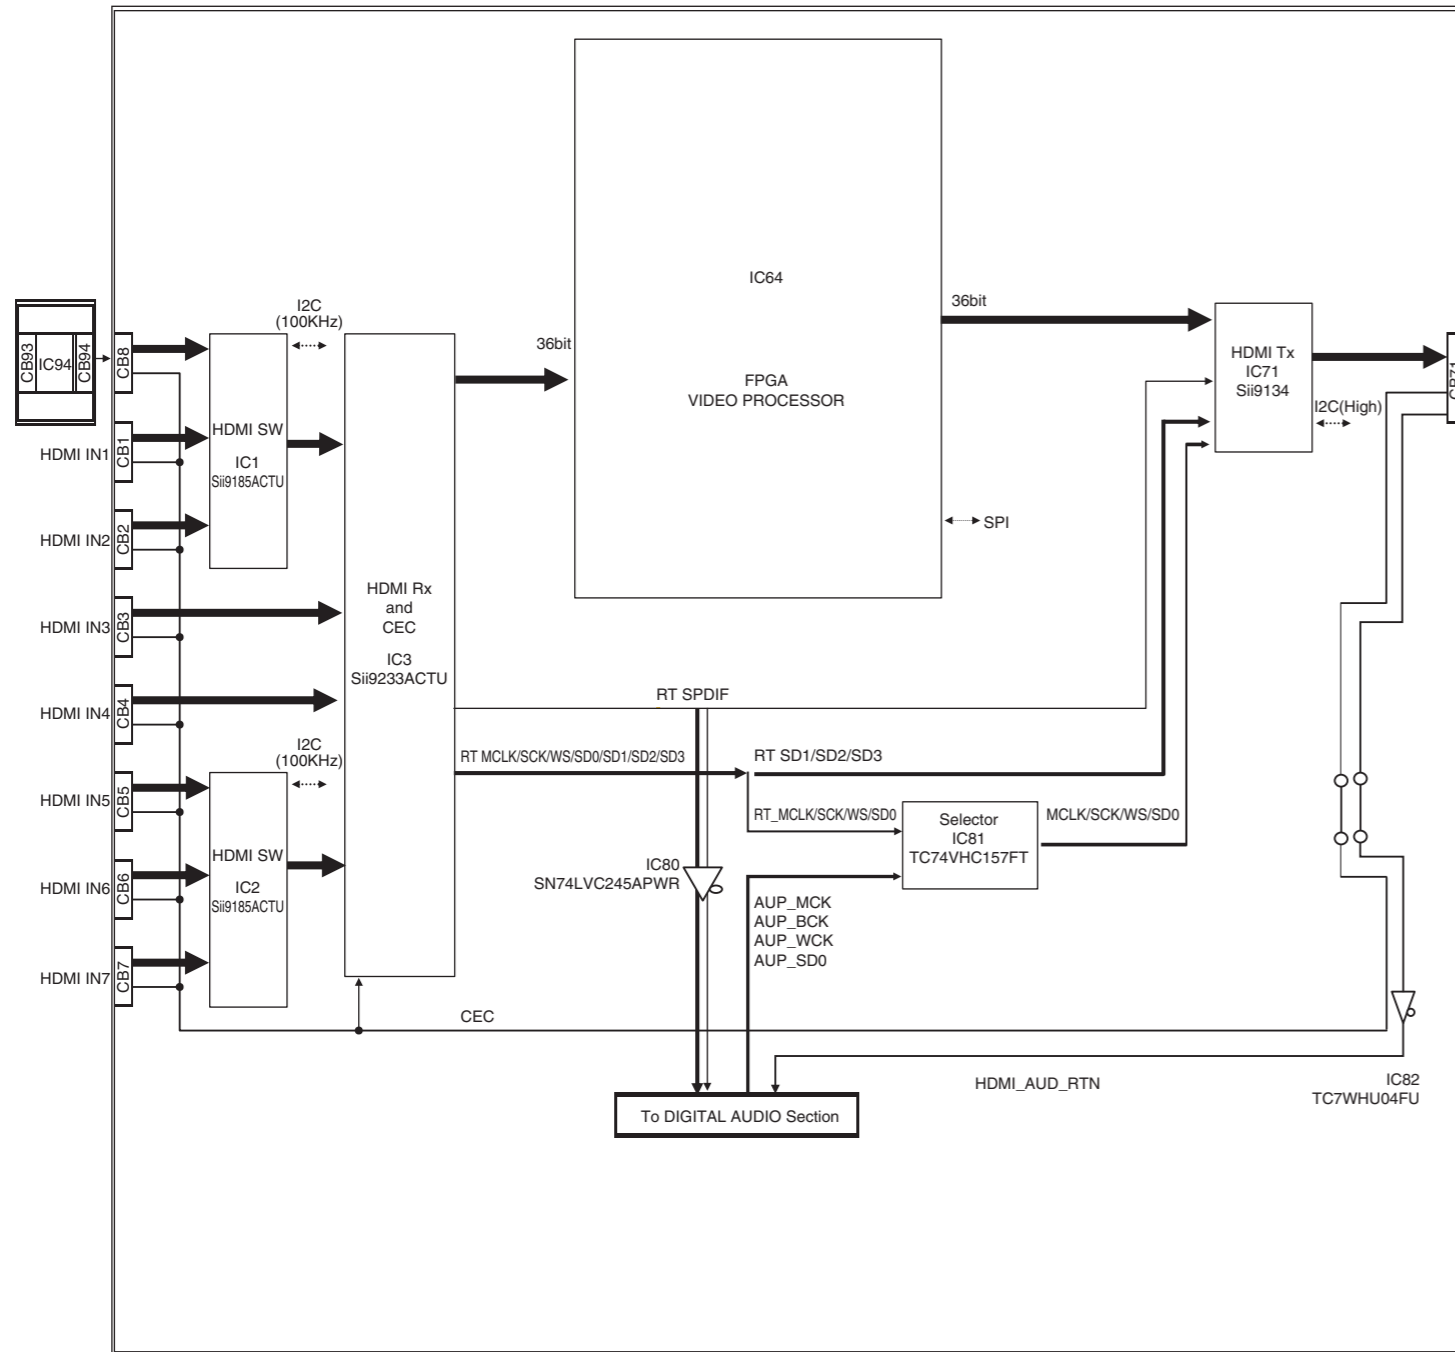 IC64
FPGA
VIDEO PROCESSOR
36bit
36bit
SPI
I2C
(100KHz)
CB93
IC94
CB94
CB8
HDMI IN1
CB1
HDMI IN2
CB2
HDMI IN3
CB3
HDMI IN4
CB4
HDMI IN5
CB5
HDMI IN6
CB6
HDMI IN7
CB7
HDMI SW
IC1
Sii9185ACTU
I2C
(100KHz)
HDMI SW
IC2
Sii9185ACTU
HDMI Rx
and
CEC
IC3
Sii9233ACTU
HDMI Tx
IC71
Sii9134
I2C(High)
RT SPDIF
RT MCLK/SCK/WS/SD0/SD1/SD2/SD3
RT SD1/SD2/SD3
RT_MCLK/SCK/WS/SD0
Selector
IC81
TC74VHC157FT
MCLK/SCK/WS/SD0
IC80
SN74LVC245APWR
AUP_MCK
AUP_BCK
AUP_WCK
AUP_SD0
CEC
HDMI_AUD_RTN
IC82
TC7WHU04FU
To DIGITAL AUDIO Section